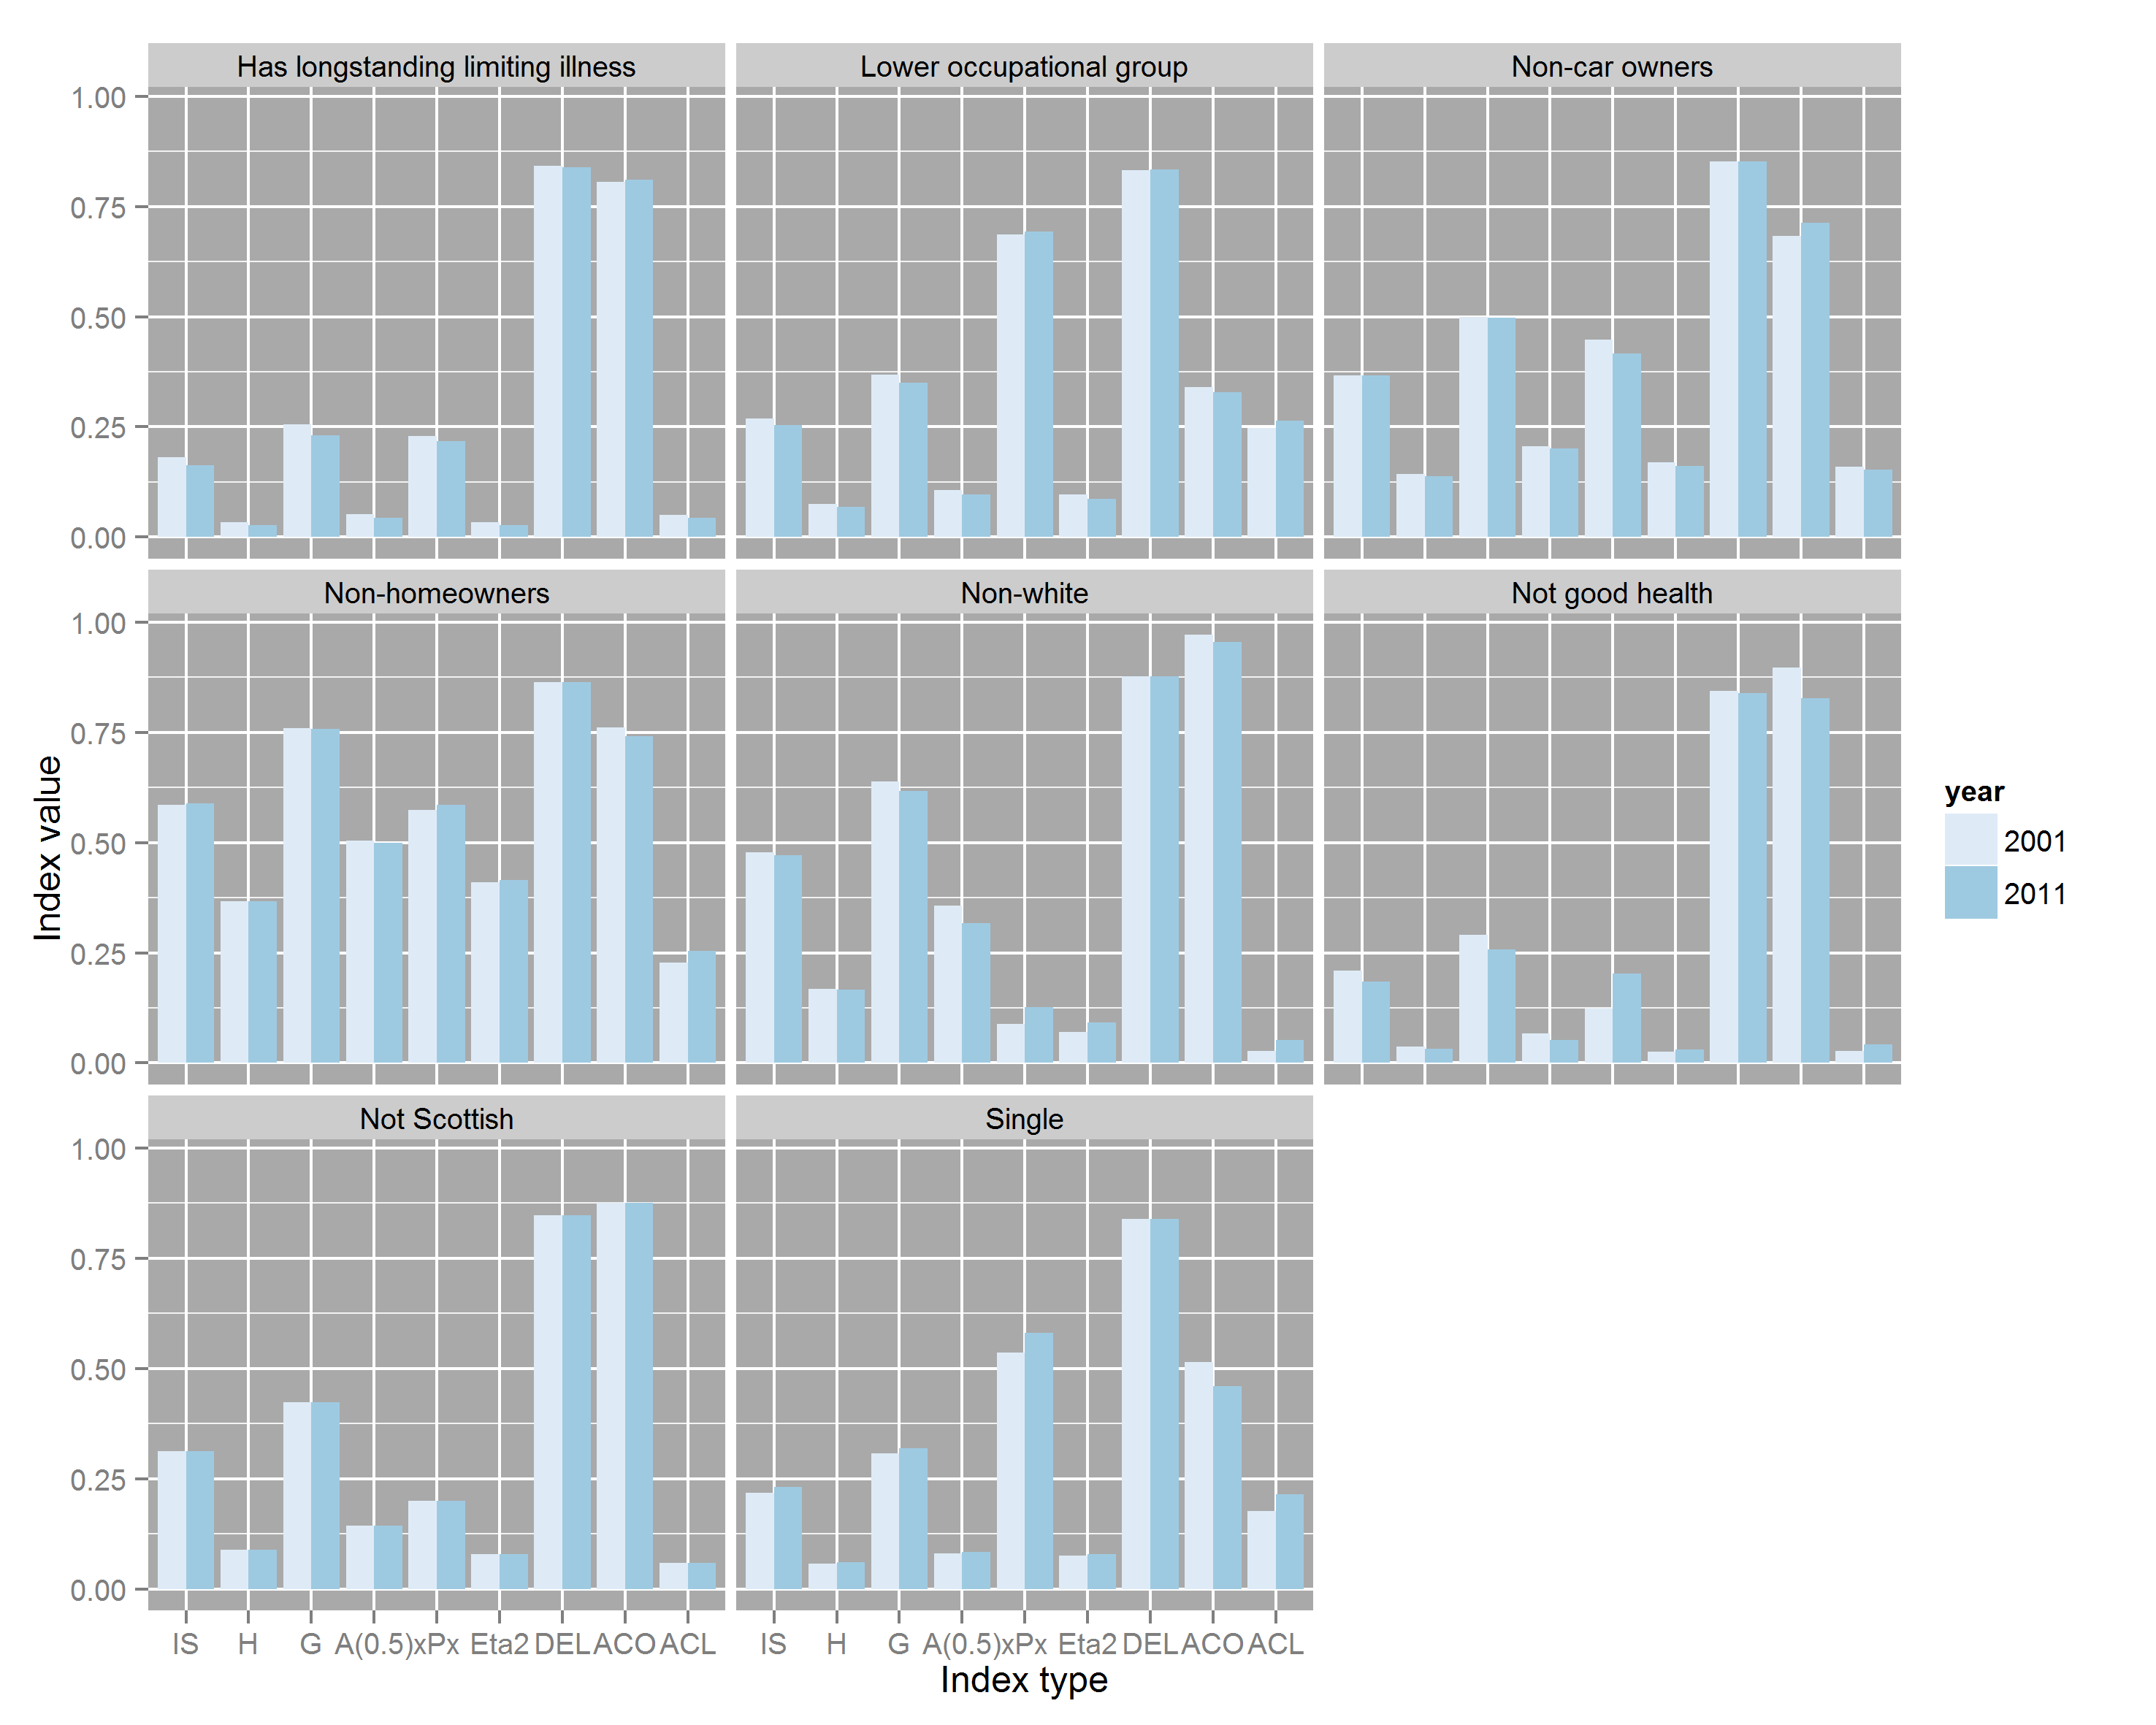 Has longstanding limiting illness Lower occupational group Non-car owners
1.00
0.75
0.50
0.25
0.00
Non-homeowners Non-white Not good health
1.00
0.75
0.50
0.25
0.00
Not Scottish Single
1.00
0.75
0.50
0.25
0.00
IS H G A(0.5) xPx Eta2 DEL ACO ACL IS H G A(0.5) xPx Eta2 DEL ACO ACL
Index type
Index value
year
2001
2011